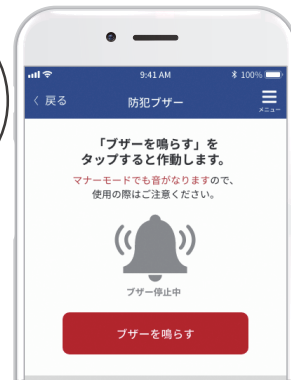 9:41 AM
100%
戻る
防犯ブザー
メニュー
「ブザーを鳴らす」を
タップすると作動します。
マナーモードでも音がなりますので、
使用の際はご注意ください。
ブザー停止中
ブザーを鳴らす